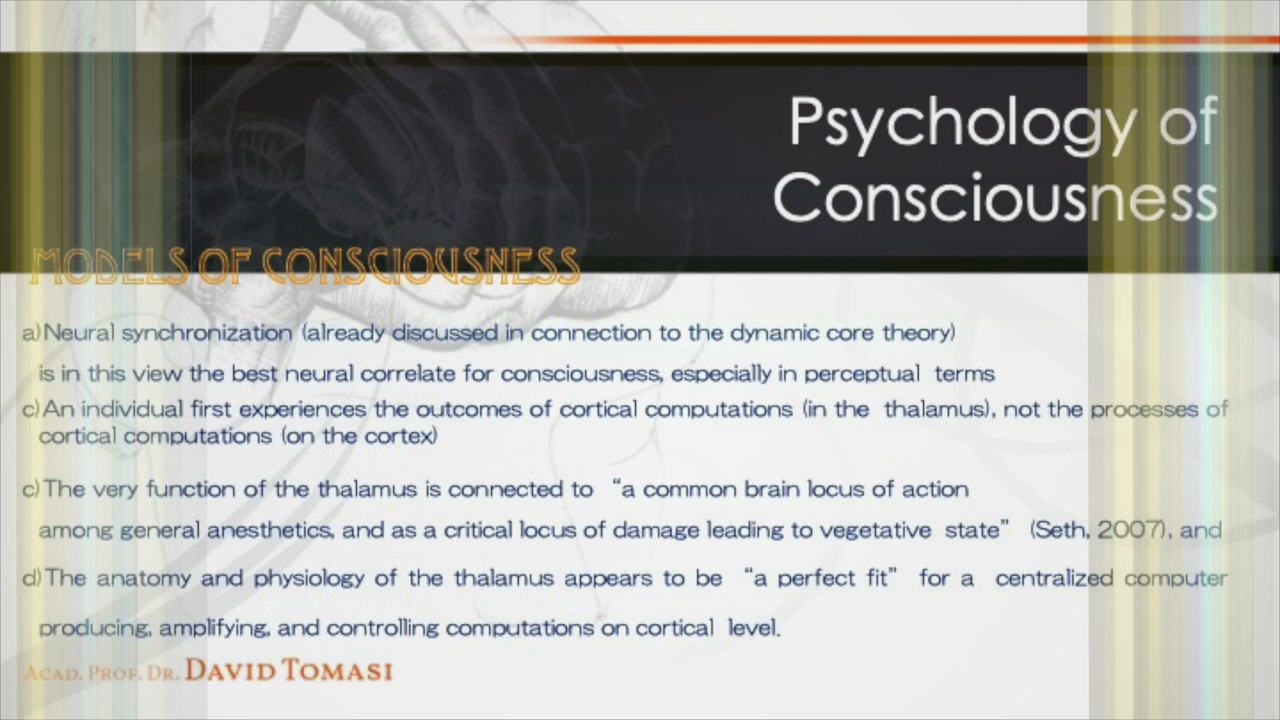 Psychology of
Consciousness
MODELS OF CONSCIOUSNESS
a)Neural synchronization (already discussed in connection to the dynamic core theory)
is in this view the best neural correlate for consciousness, especially in perceptual terms
c)An individual first experiences the outcomes of cortical computations (in the thalamus), not the processes of
cortical computations (on the cortex)
c)The very function of the thalamus is connected to “a common brain locus of action
among general anesthetics, and as a critical locus of damage leading to vegetative state” (Seth, 2007), and
d)The anatomy and physiology of the thalamus appears to be “a perfect fit” for a centralized computer
producing, amplifying, and controlling computations on cortical level.
ACAD. PROF. DR. DAVID TOMASI